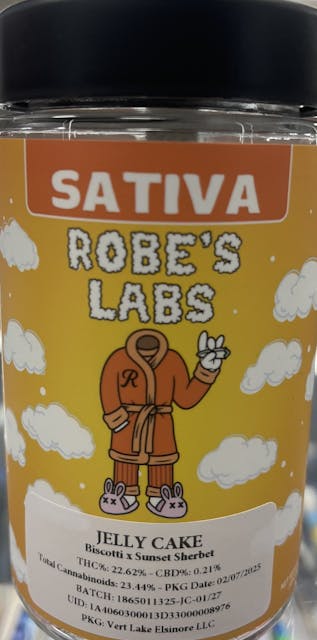 SATIVA
ROBE'S
LABS
R
JELLY CAKE
Biscotti x Sunset Sherbet
THC%: 22.62% - CBD%: 0.21%
Total Cannabinoids: 23.44% - PKG Date: 02/07/2025
BATCH: 1865011325-JC-01/27
UID: 1A4060300013D33000008976
PKG: Vert Lake Elsinore LLC